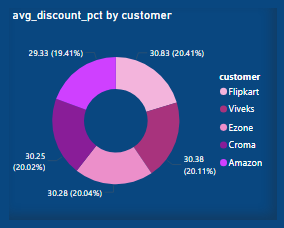 avg_discount_pct by customer
29.33 (19.41%)
30.83 (20.41%)
customer
Flipkart
Viveks
Ezone
Croma
Amazon
30.25
(20.02%)
30.38
(20.11%)
30.28 (20.04%)